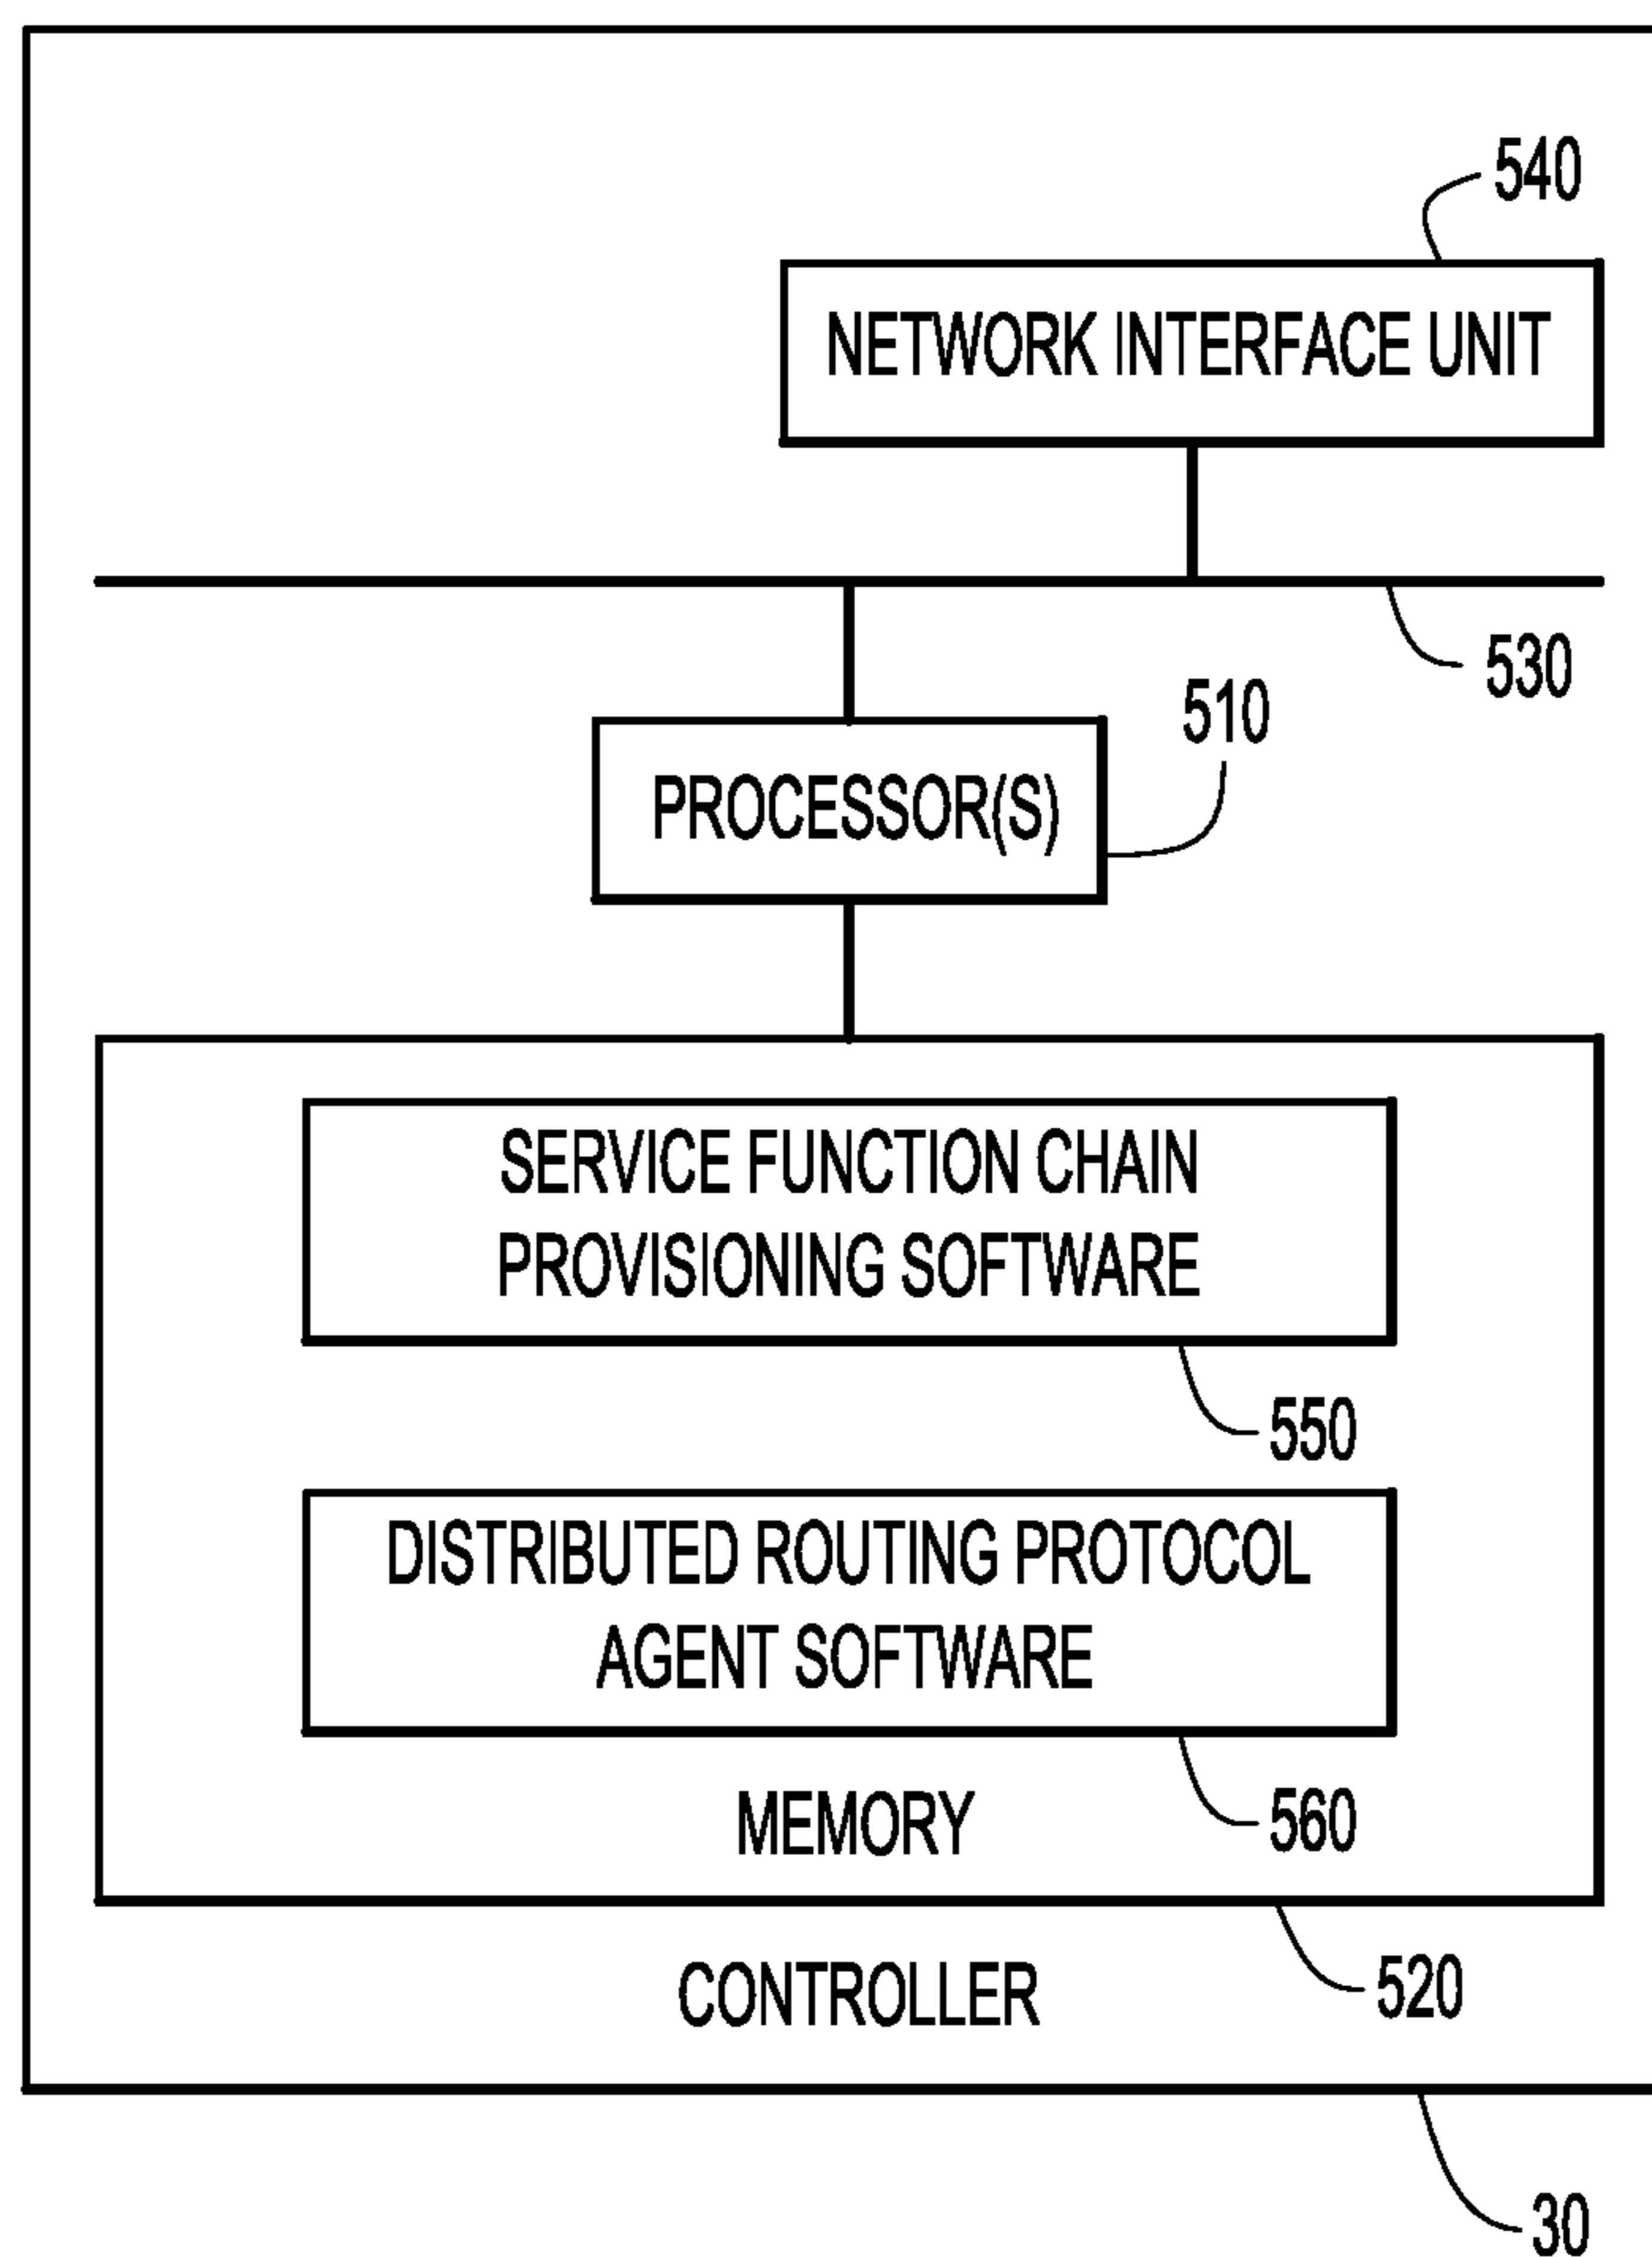 540
NETWORK INTERFACE UNIT
530
510
PROCESSOR(S)
SERVICE FUNCTION CHAIN
PROVISIONING SOFTWARE
550
DISTRIBUTED ROUTING PROTOCOL
AGENT SOFTWARE
560
MEMORY
520
CONTROLLER
30